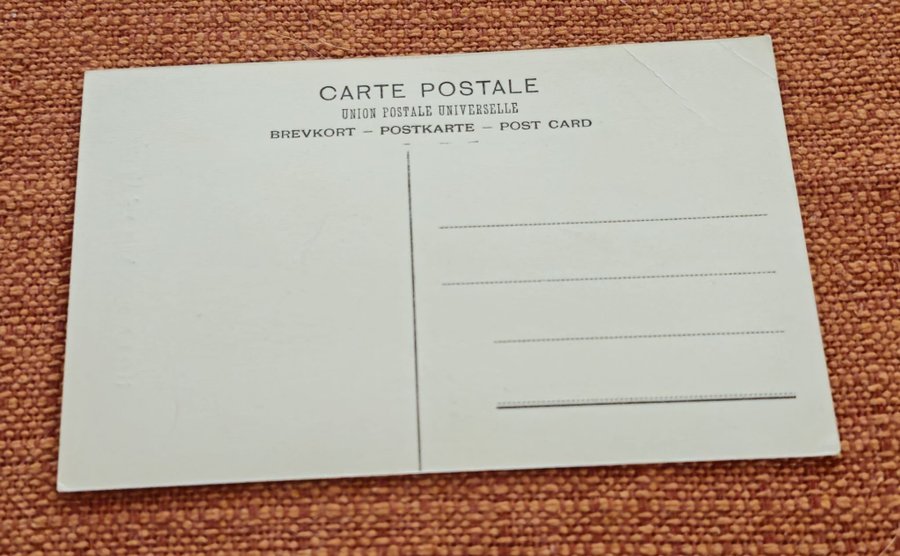 CARTE POSTALE
UNION POSTALE UNIVERSELLE
BREVKORT – POSTKARTE – POST CARD